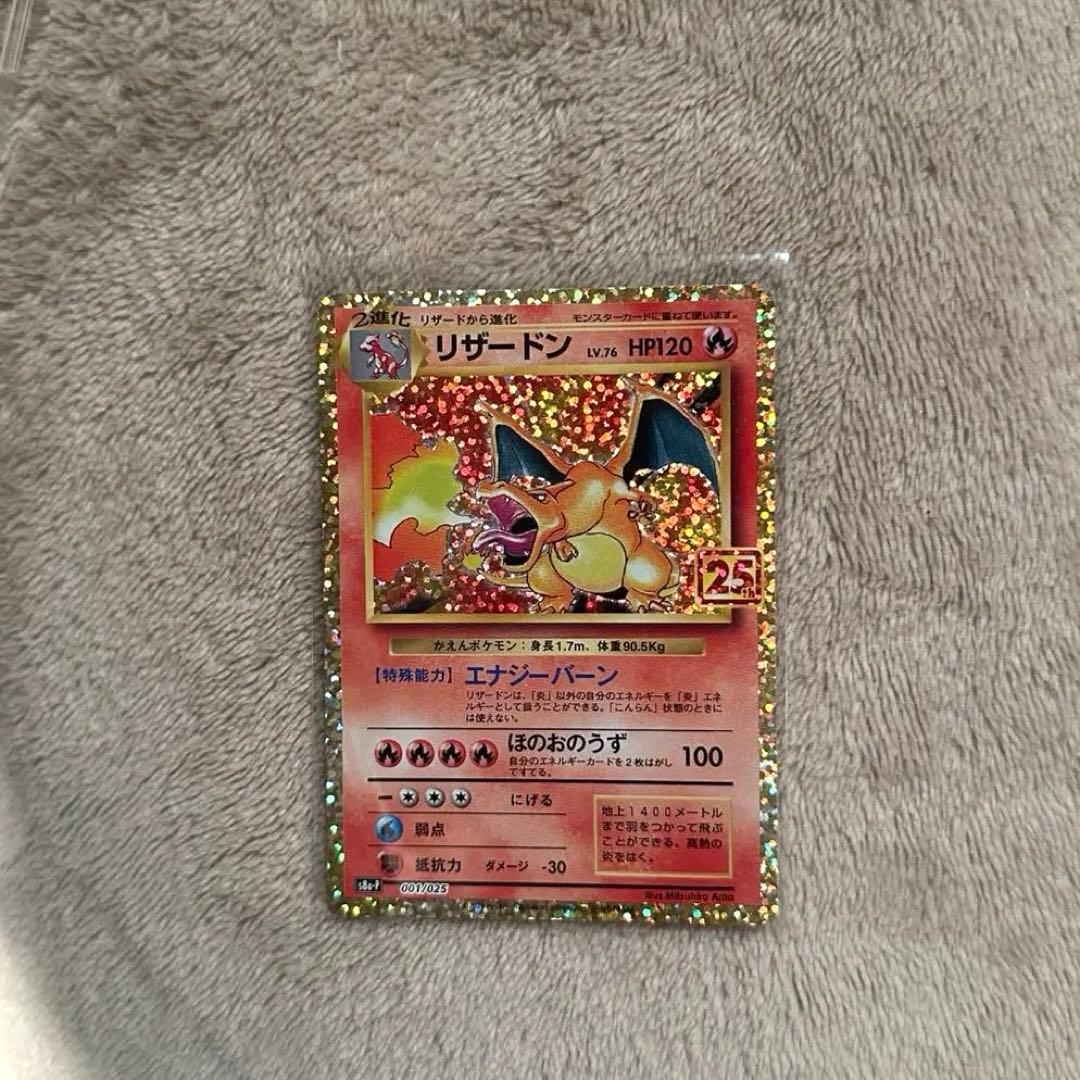 2進化 リザードから進化 モンスターカードに重ねて使います。
リザードン LV.76 HP120
25th
かえんポケモン：身長1.7m、体重90.5Kg
【特殊能力】 エナジーバーン
リザードンは、「炎」以外の自分のエネルギーを「炎」エネ
ルギーとして扱うことができる。「こんらん」状態のときに
は使えない。
ほのおのうず 100
自分のエネルギーカードを2枚はがし
てすてる。
にげる
弱点
抵抗力 ダメージ -30
地上1400メートル
まで羽をつかって飛ぶ
ことができる。高熱の
炎をはく。
s8a-P 001/025
Illus.Mitsuhiro Arita